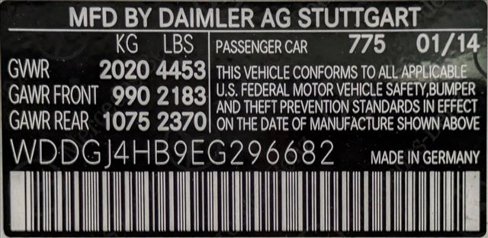 MFD BY DAIMLER AG STUTTGART
KG LBS PASSENGER CAR 775 01/14
GVWR 2020 4453 THIS VEHICLE CONFORMS TO ALL APPLICABLE
GAWR FRONT 990 2183 U.S. FEDERAL MOTOR VEHICLE SAFETY,BUMPER
AND THEFT PREVENTION STANDARDS IN EFFECT
GAWR REAR 1075 2370 ON THE DATE OF MANUFACTURE SHOWN ABOVE
WDDGJ4HB9EG296682 MADE IN GERMANY